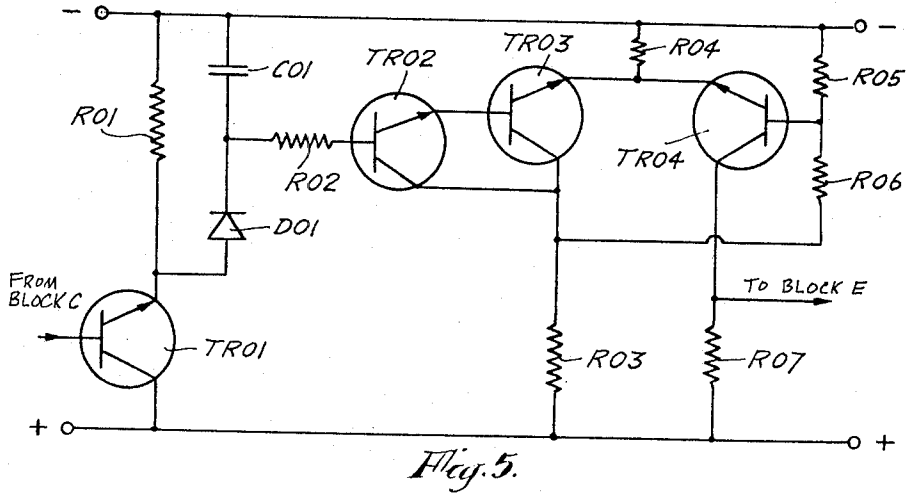 - -
C01
TR02
TR03
R04
R05
R01
R02
TR04
R06
D01
FROM
BLOCK C
TO BLOCK E
TR01
R03
R07
+ +
Fig. 5.